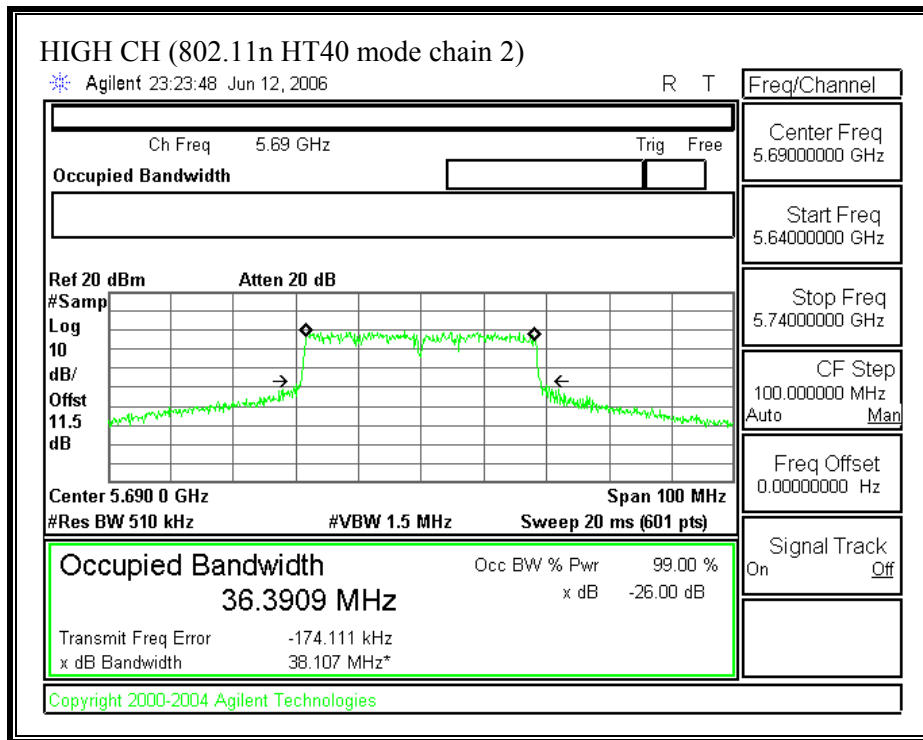 HIGH CH (802.11n HT40 mode chain 2)
Agilent 23:23:48 Jun 12, 2006 R T
Freq/Channel
Ch Freq 5.69 GHz Trig Free
Occupied Bandwidth
Center Freq
5.69000000 GHz
Start Freq
5.64000000 GHz
Stop Freq
5.74000000 GHz
CF Step
100.000000 MHz
Auto Man
Freq Offset
0.00000000 Hz
Signal Track
On Off
Ref 20 dBm Atten 20 dB
#Samp
Log
10
dB/
Offst
11.5
dB
Center 5.690 0 GHz Span 100 MHz
#Res BW 510 kHz #VBW 1.5 MHz Sweep 20 ms (601 pts)
Occupied Bandwidth Occ BW % Pwr 99.00 %
36.3909 MHz x dB -26.00 dB
Transmit Freq Error -174.111 kHz
x dB Bandwidth 38.107 MHz*
Copyright 2000-2004 Agilent Technologies